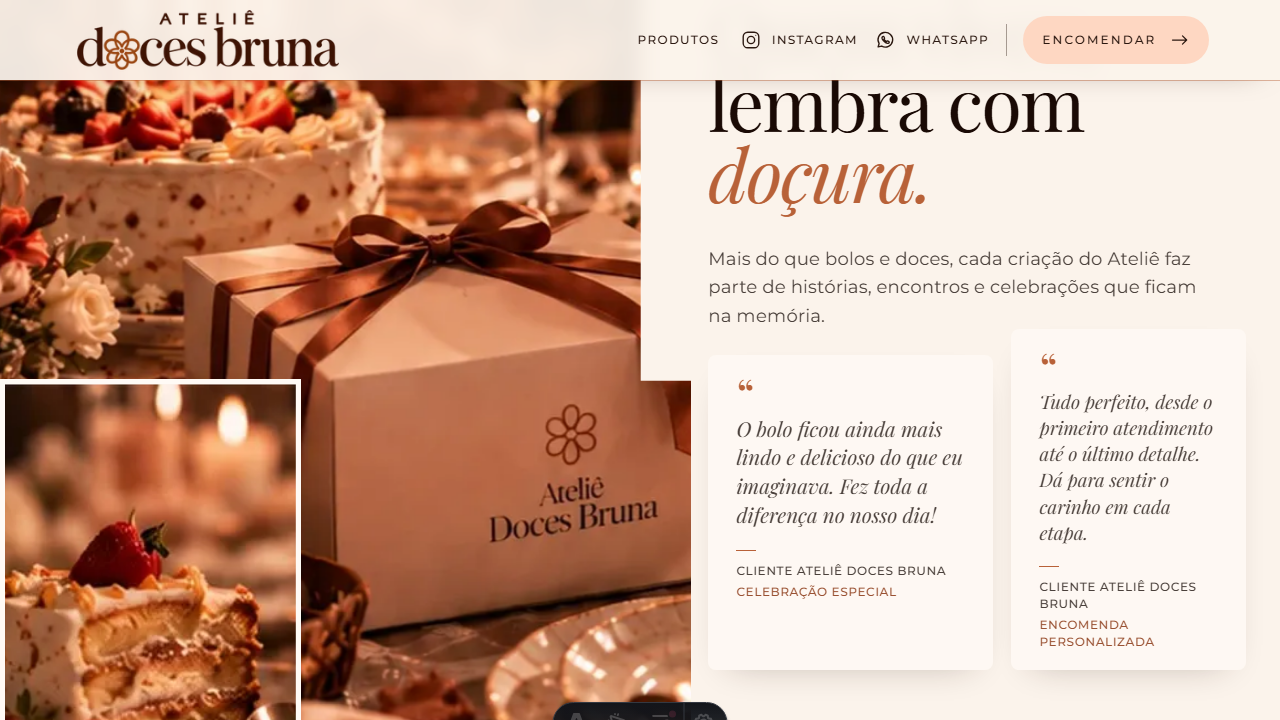 ATELIÊ
doces bruna
PRODUTOS
INSTAGRAM
WHATSAPP
ENCOMENDAR
lembra com
doçura.
Mais do que bolos e doces, cada criação do Ateliê faz
parte de histórias, encontros e celebrações que ficam
na memória.
Ateliê
Doces Bruna
“
O bolo ficou ainda mais
lindo e delicioso do que eu
imaginava. Fez toda a
diferença no nosso dia!
CLIENTE ATELIÊ DOCES BRUNA
CELEBRAÇÃO ESPECIAL
“
Tudo perfeito, desde o
primeiro atendimento
até o último detalhe.
Dá para sentir o
carinho em cada
etapa.
CLIENTE ATELIÊ DOCES
BRUNA
ENCOMENDA
PERSONALIZADA